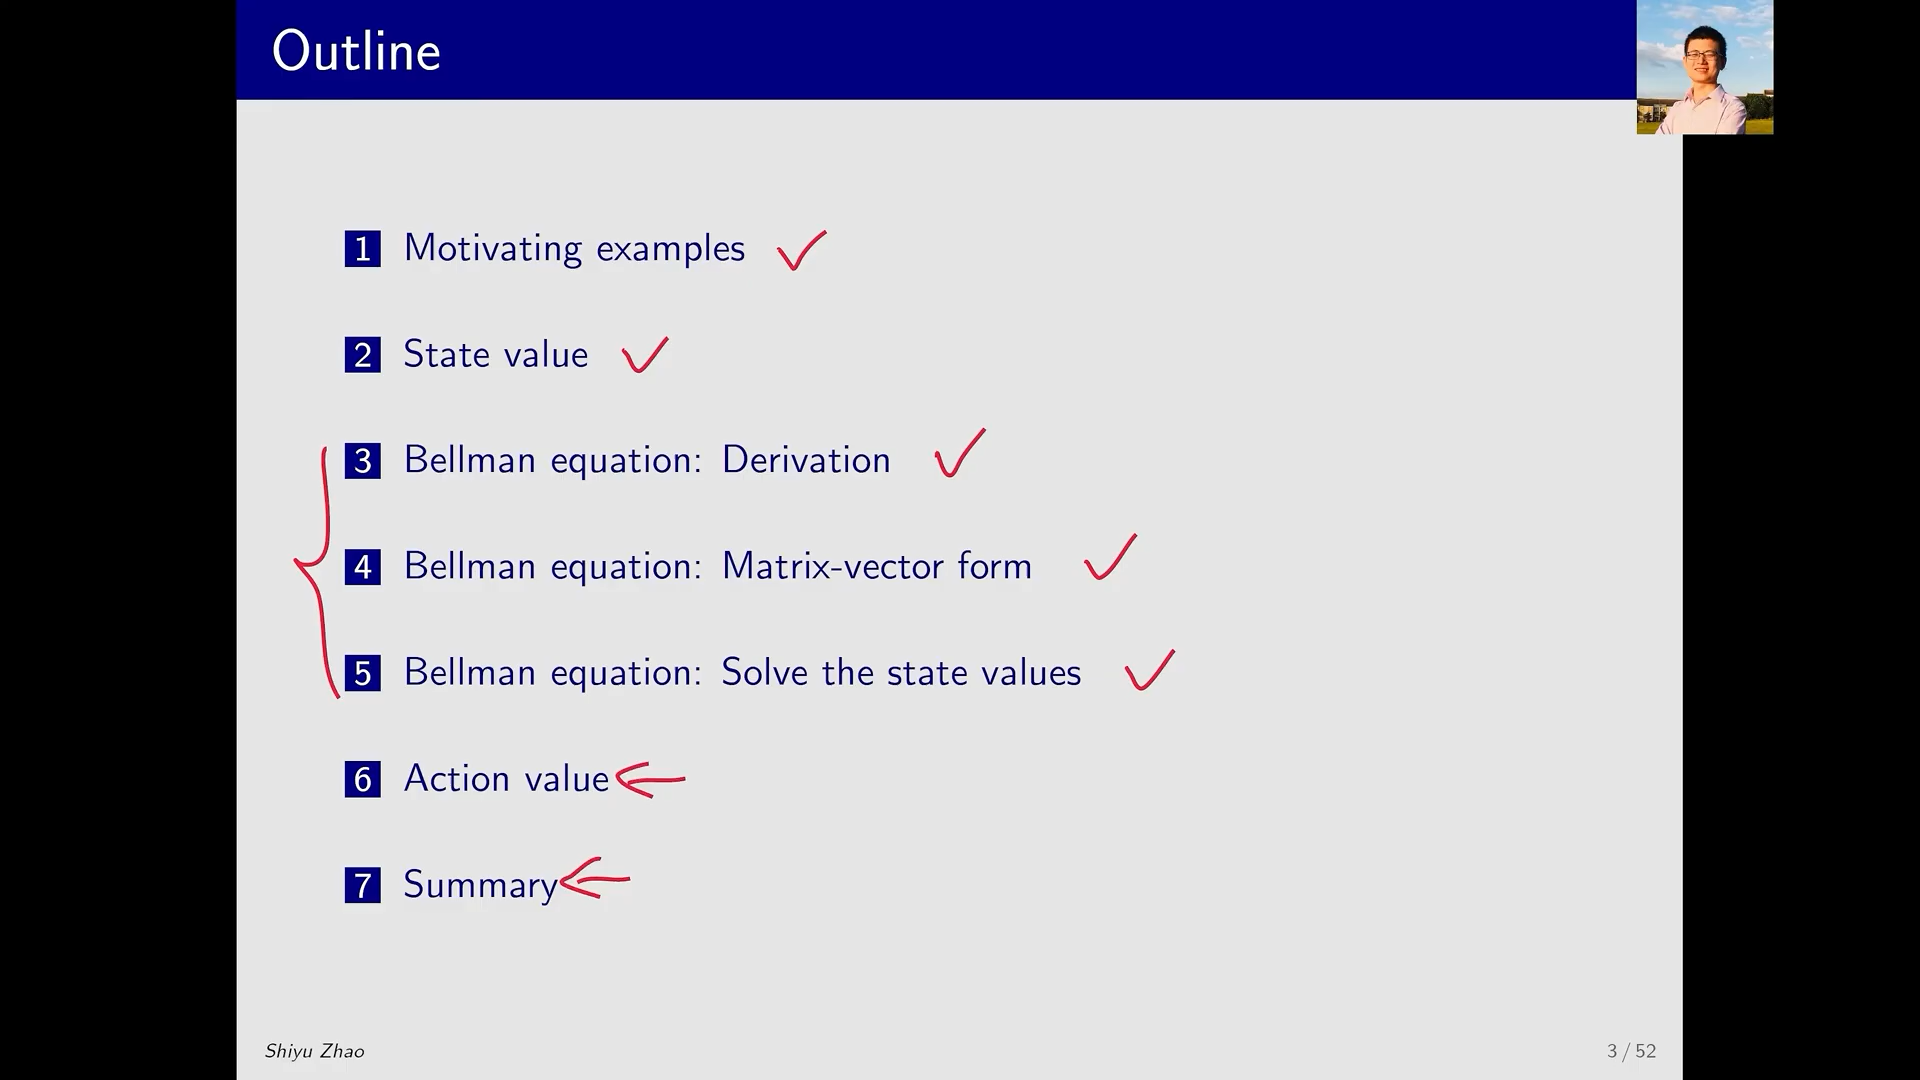 Outline
1 Motivating examples
2 State value
3 Bellman equation: Derivation
4 Bellman equation: Matrix-vector form
5 Bellman equation: Solve the state values
6 Action value
7 Summary
Shiyu Zhao
3 / 52